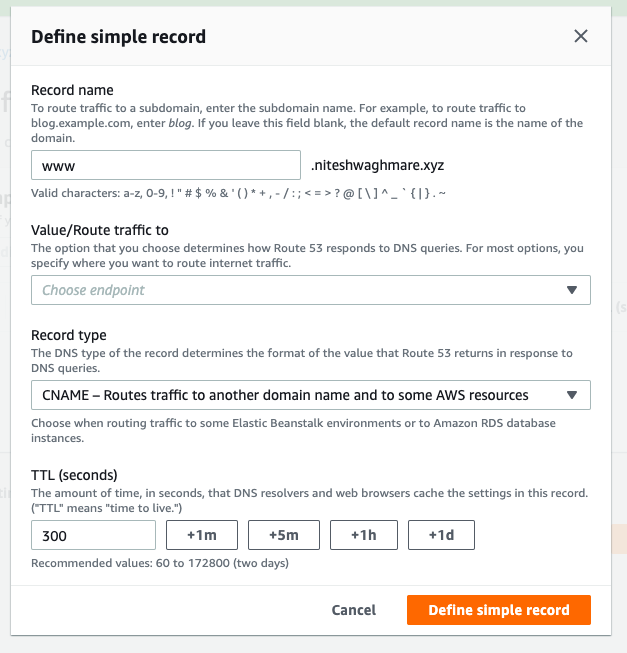 Define simple record
Record name
To route traffic to a subdomain, enter the subdomain name. For example, to route traffic to
blog.example.com, enter blog. If you leave this field blank, the default record name is the name of the
domain.
www .niteshwaghmare.xyz
Valid characters: a-z, 0-9, ! " # $ % & ' ( ) * + , - / : ; < = > ? @ [ \ ] ^ _ ` { | } . ~
Value/Route traffic to
The option that you choose determines how Route 53 responds to DNS queries. For most options, you
specify where you want to route internet traffic.
Choose endpoint
Record type
The DNS type of the record determines the format of the value that Route 53 returns in response to
DNS queries.
CNAME – Routes traffic to another domain name and to some AWS resources
Choose when routing traffic to some Elastic Beanstalk environments or to Amazon RDS database
instances.
TTL (seconds)
The amount of time, in seconds, that DNS resolvers and web browsers cache the settings in this record.
("TTL" means "time to live.")
300 +1m +5m +1h +1d
Recommended values: 60 to 172800 (two days)
Cancel Define simple record